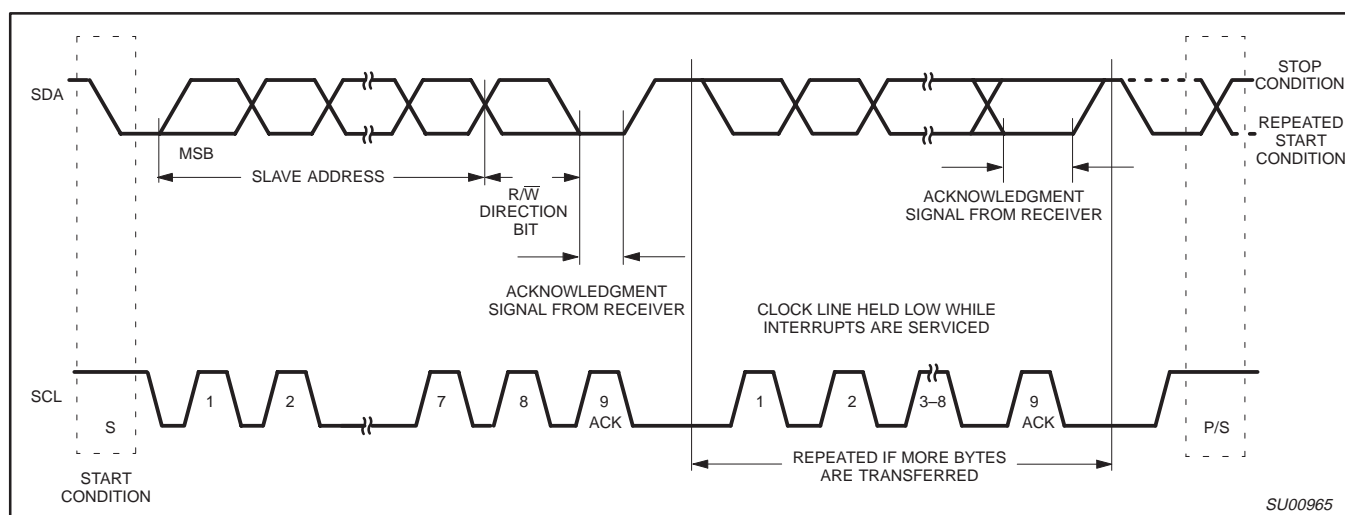 SDA
STOP
CONDITION
REPEATED
START
CONDITION
MSB
SLAVE ADDRESS
R/W̅
DIRECTION
BIT
ACKNOWLEDGMENT
SIGNAL FROM RECEIVER
ACKNOWLEDGMENT
SIGNAL FROM RECEIVER
CLOCK LINE HELD LOW WHILE
INTERRUPTS ARE SERVICED
SCL
S
1
2
7
8
9
ACK
1
2
3–8
9
ACK
P/S
START
CONDITION
REPEATED IF MORE BYTES
ARE TRANSFERRED
SU00965